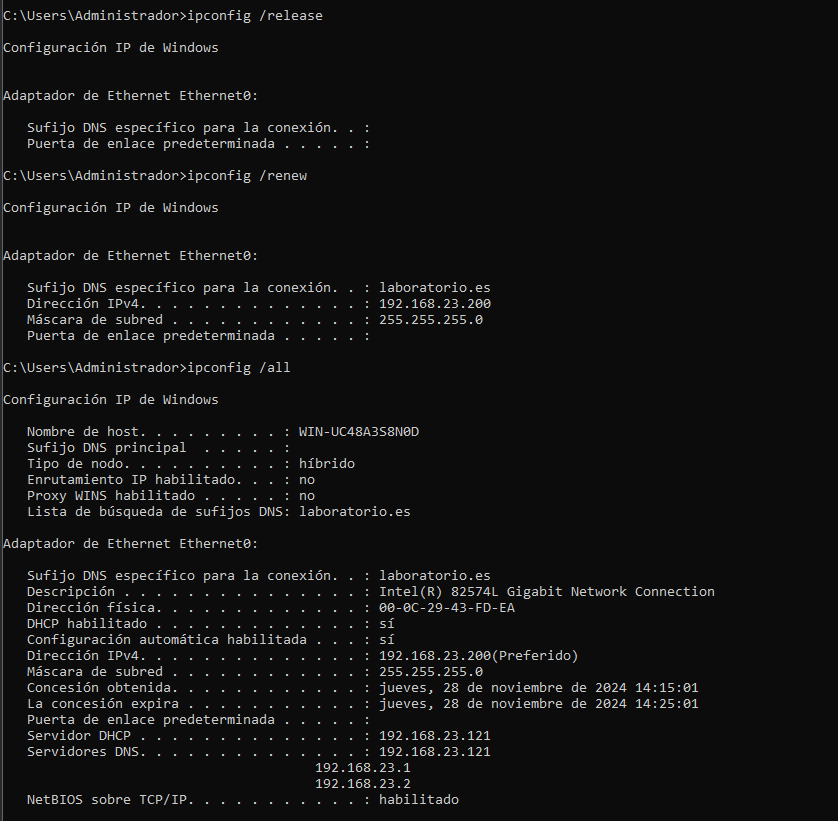 C:\Users\Administrador>ipconfig /release
Configuración IP de Windows
Adaptador de Ethernet Ethernet0:
   Sufijo DNS específico para la conexión. . :
   Puerta de enlace predeterminada . . . . . :
C:\Users\Administrador>ipconfig /renew
Configuración IP de Windows
Adaptador de Ethernet Ethernet0:
   Sufijo DNS específico para la conexión. . : laboratorio.es
   Dirección IPv4. . . . . . . . . . . . . . : 192.168.23.200
   Máscara de subred . . . . . . . . . . . . : 255.255.255.0
   Puerta de enlace predeterminada . . . . . :
C:\Users\Administrador>ipconfig /all
Configuración IP de Windows
   Nombre de host. . . . . . . . . : WIN-UC48A3S8N0D
   Sufijo DNS principal  . . . . . :
   Tipo de nodo. . . . . . . . . . : híbrido
   Enrutamiento IP habilitado. . . : no
   Proxy WINS habilitado . . . . . : no
   Lista de búsqueda de sufijos DNS: laboratorio.es
Adaptador de Ethernet Ethernet0:
   Sufijo DNS específico para la conexión. . : laboratorio.es
   Descripción . . . . . . . . . . . . . . . : Intel(R) 82574L Gigabit Network Connection
   Dirección física. . . . . . . . . . . . . : 00-0C-29-43-FD-EA
   DHCP habilitado . . . . . . . . . . . . . : sí
   Configuración automática habilitada . . . : sí
   Dirección IPv4. . . . . . . . . . . . . . : 192.168.23.200(Preferido)
   Máscara de subred . . . . . . . . . . . . : 255.255.255.0
   Concesión obtenida. . . . . . . . . . . . : jueves, 28 de noviembre de 2024 14:15:01
   La concesión expira . . . . . . . . . . . : jueves, 28 de noviembre de 2024 14:25:01
   Puerta de enlace predeterminada . . . . . :
   Servidor DHCP . . . . . . . . . . . . . . : 192.168.23.121
   Servidores DNS. . . . . . . . . . . . . . : 192.168.23.121
                                       192.168.23.1
                                       192.168.23.2
   NetBIOS sobre TCP/IP. . . . . . . . . . . : habilitado